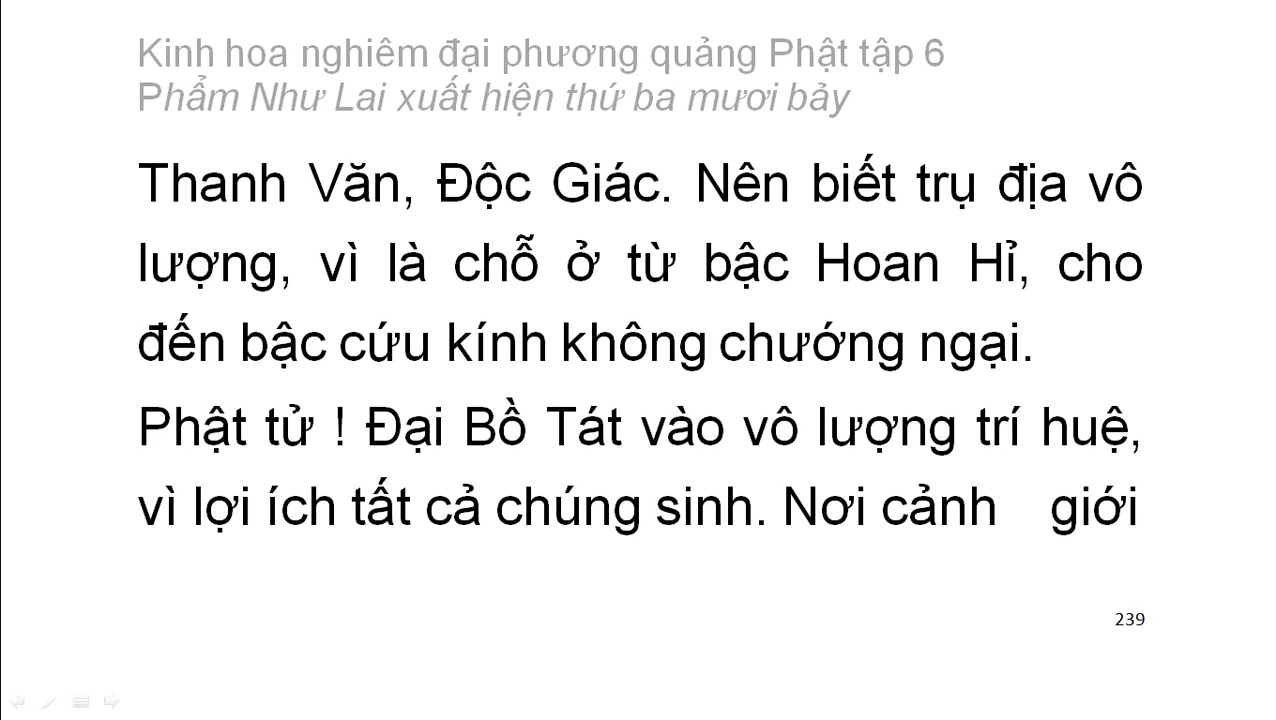 Kinh hoa nghiêm đại phương quảng Phật tập 6
Phẩm Như Lai xuất hiện thứ ba mươi bảy
Thanh Văn, Độc Giác. Nên biết trụ địa vô
lượng, vì là chỗ ở từ bậc Hoan Hỉ, cho
đến bậc cứu kính không chướng ngại.
Phật tử ! Đại Bồ Tát vào vô lượng trí huệ,
vì lợi ích tất cả chúng sinh. Nơi cảnh giới
239